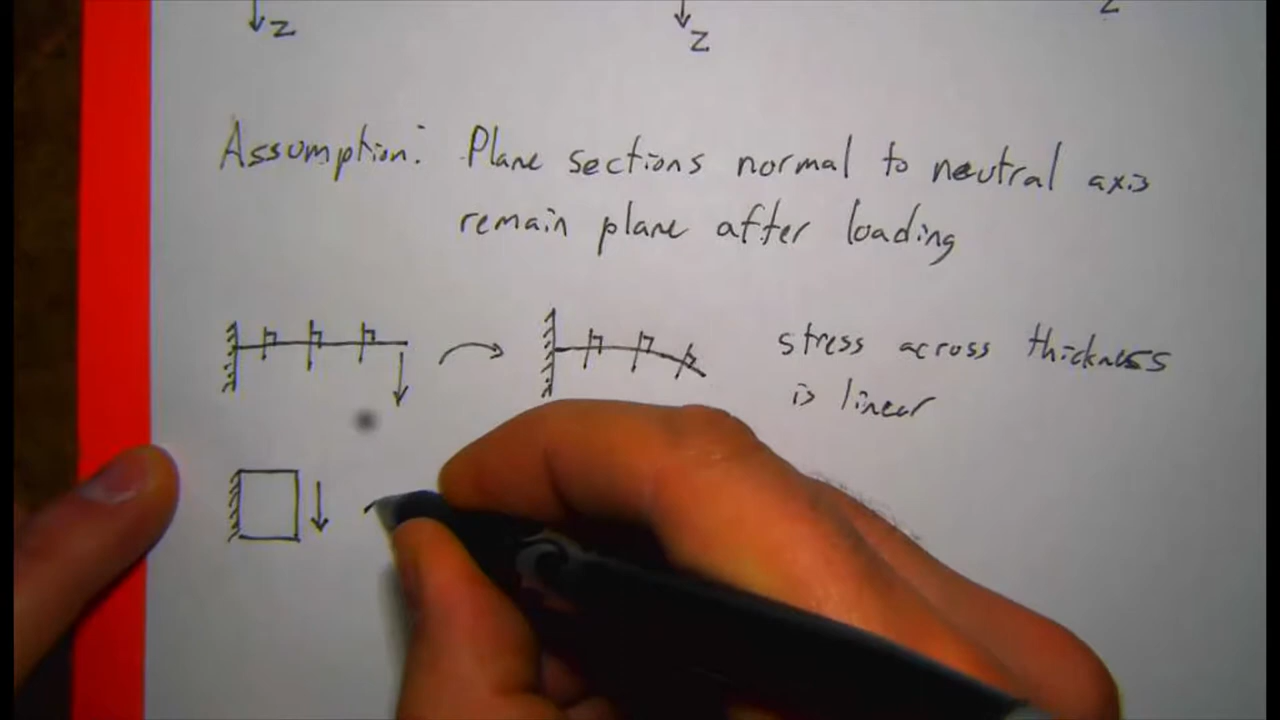 z
z
z
Assumption: Plane sections normal to neutral axis
remain plane after loading
stress across thickness
is linear